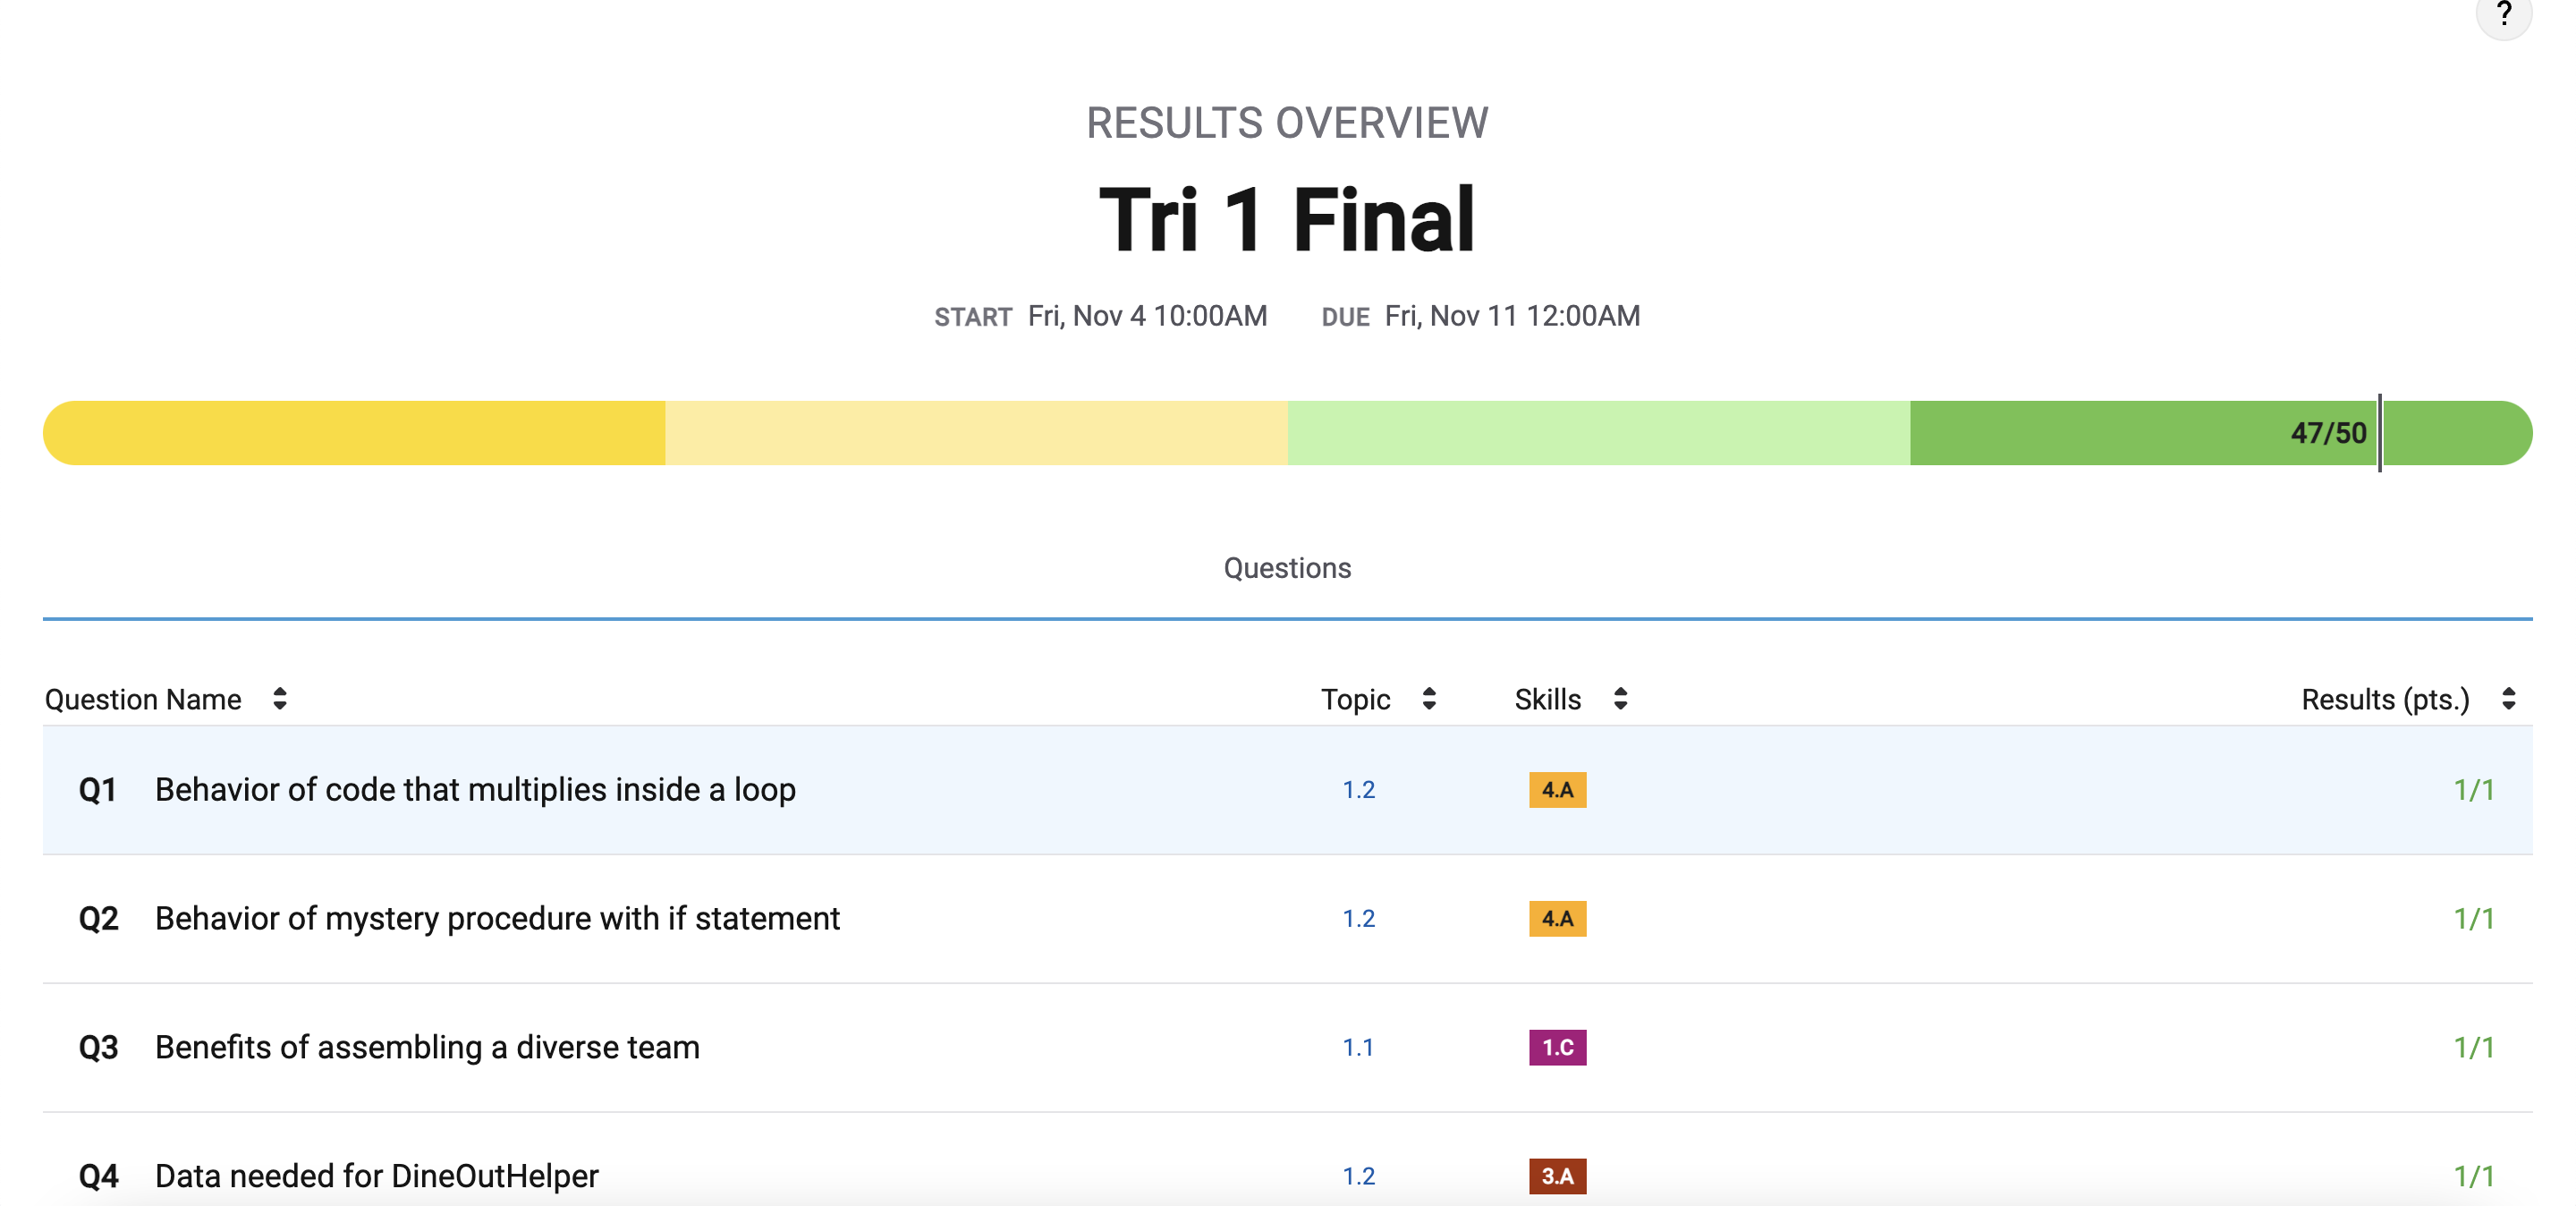 ?
RESULTS OVERVIEW
Tri 1 Final
START Fri, Nov 4 10:00AM DUE Fri, Nov 11 12:00AM
47/50
Questions
Question Name Topic Skills Results (pts.)
Q1 Behavior of code that multiplies inside a loop 1.2 4.A 1/1
Q2 Behavior of mystery procedure with if statement 1.2 4.A 1/1
Q3 Benefits of assembling a diverse team 1.1 1.C 1/1
Q4 Data needed for DineOutHelper 1.2 3.A 1/1